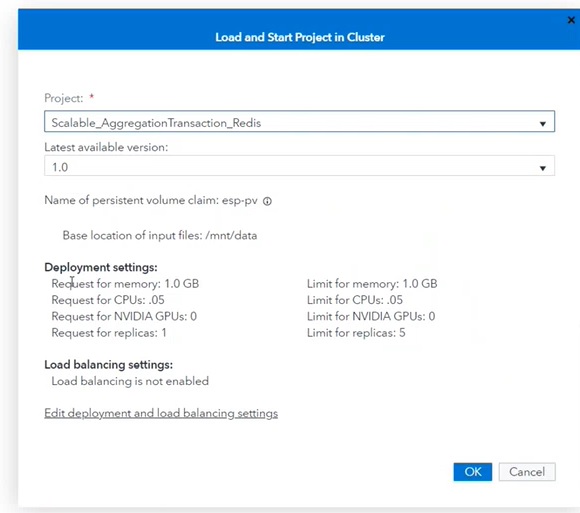 Load and Start Project in Cluster
Project: *
Scalable_AggregationTransaction_Redis
Latest available version:
1.0
Name of persistent volume claim: esp-pv
Base location of input files: /mnt/data
Deployment settings:
Request for memory: 1.0 GB Limit for memory: 1.0 GB
Request for CPUs: .05 Limit for CPUs: .05
Request for NVIDIA GPUs: 0 Limit for NVIDIA GPUs: 0
Request for replicas: 1 Limit for replicas: 5
Load balancing settings:
Load balancing is not enabled
Edit deployment and load balancing settings
OK Cancel